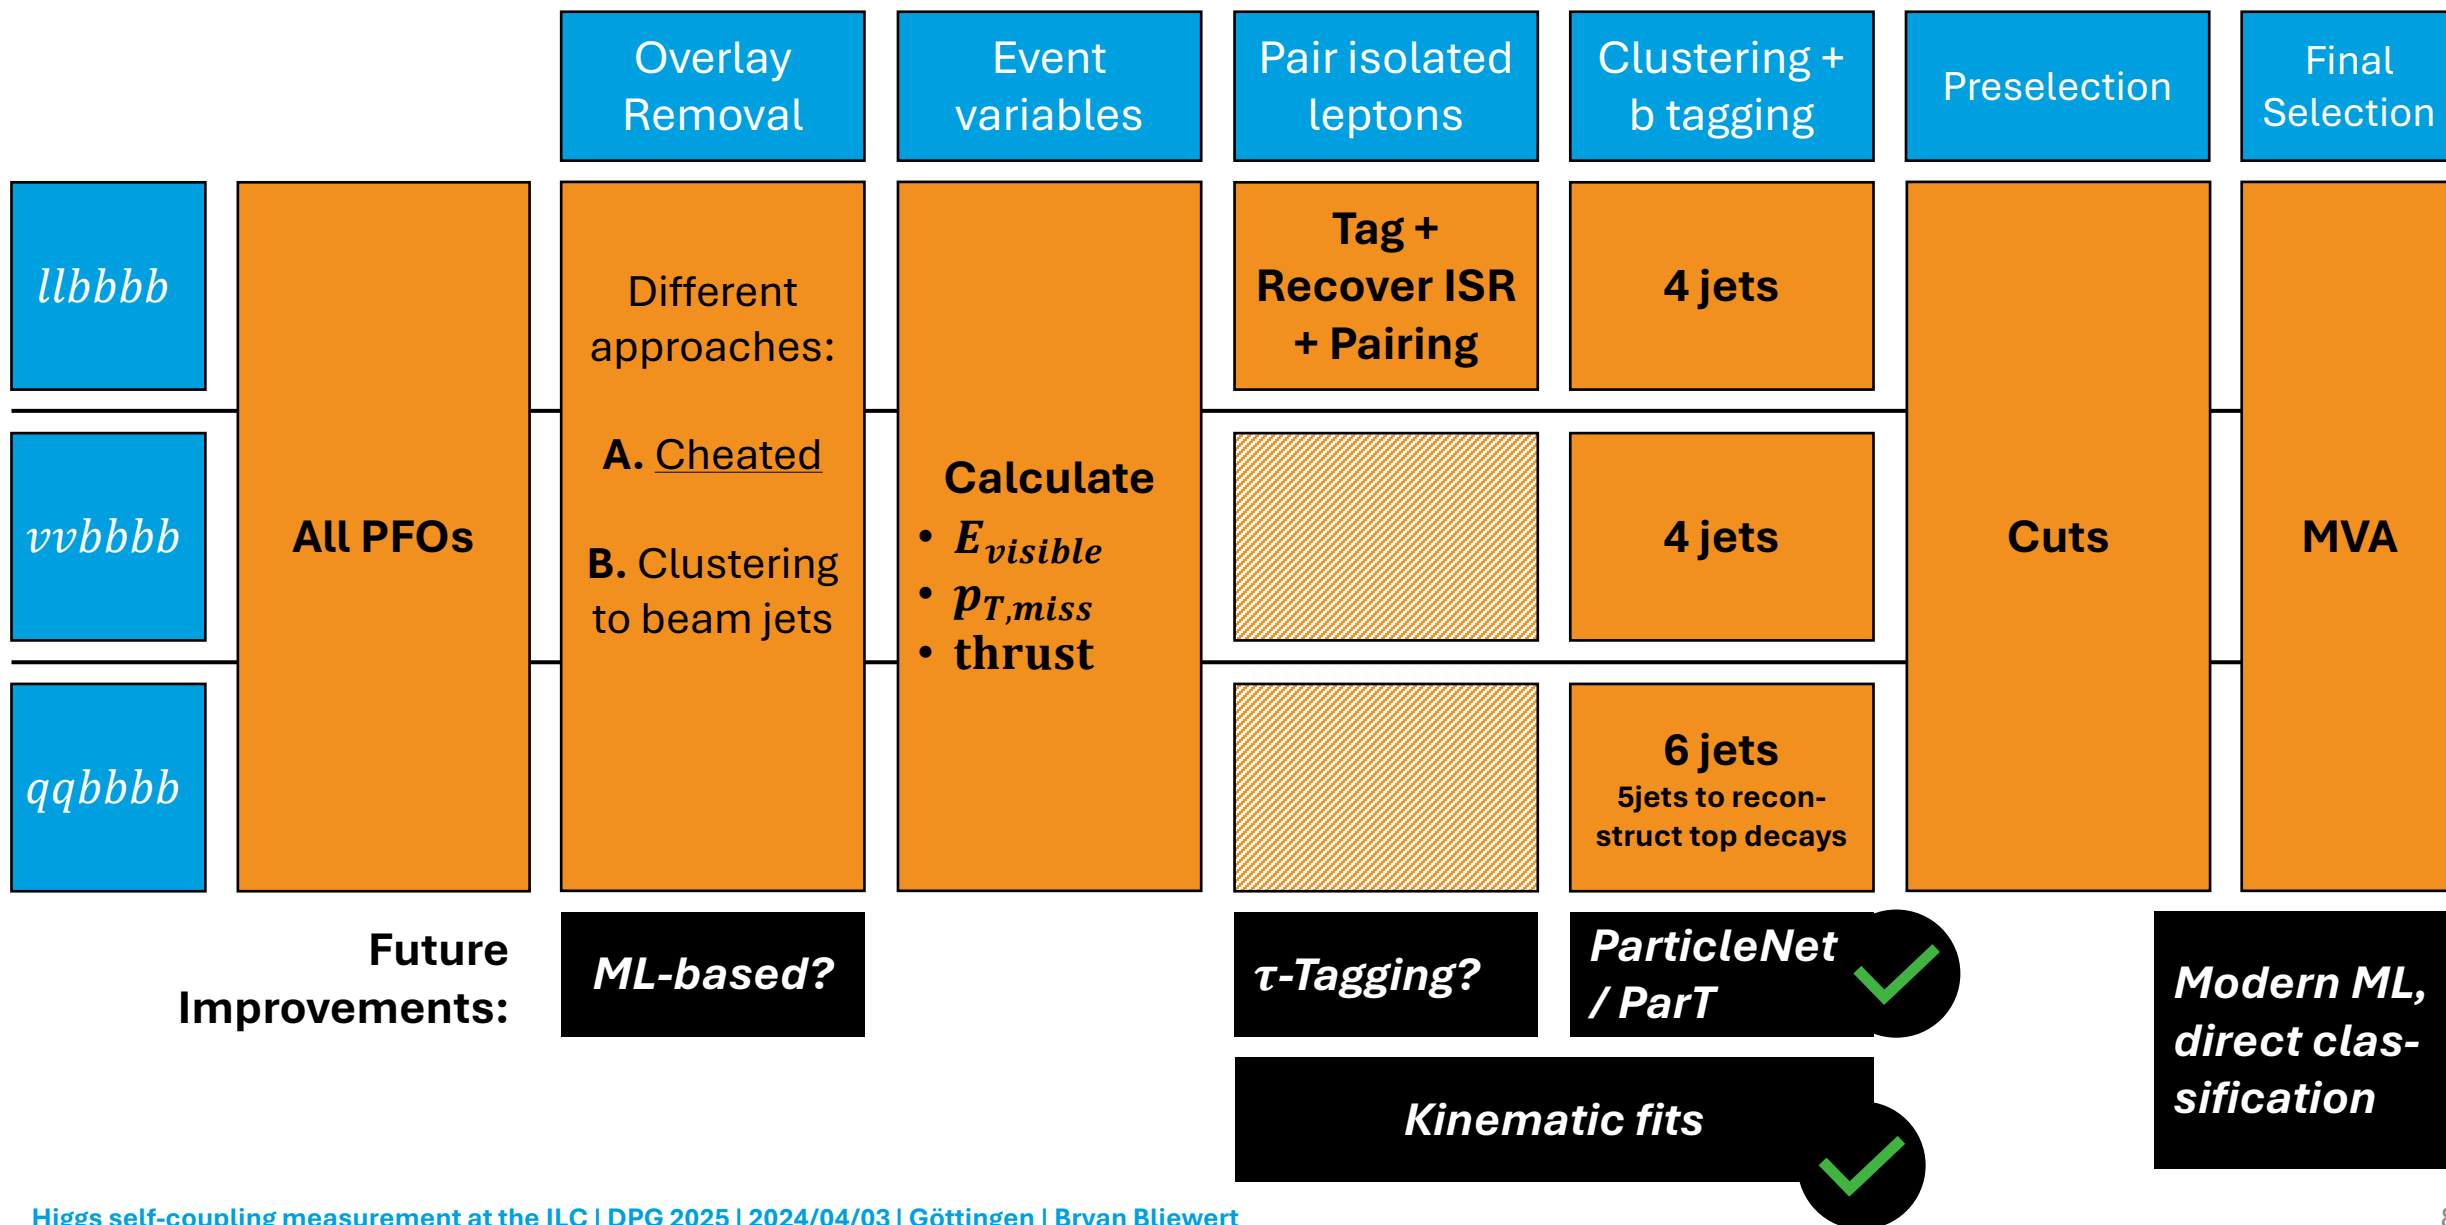 Overlay
Removal
Event
variables
Pair isolated
leptons
Clustering +
b tagging
Preselection
Final
Selection
llbbbb
All PFOs
Different
approaches:
A. Cheated
B. Clustering
to beam jets
Calculate
• E_visible
• p_T,miss
• thrust
Tag +
Recover ISR
+ Pairing
4 jets
Cuts
MVA
ννbbbb
4 jets
qqbbbb
6 jets
5jets to recon-
struct top decays
Future
Improvements:
ML-based?
τ-Tagging?
ParticleNet
/ ParT
Kinematic fits
Modern ML,
direct clas-
sification
Higgs self-coupling measurement at the ILC | DPG 2025 | 2024/04/03 | Göttingen | Bryan Bliewert